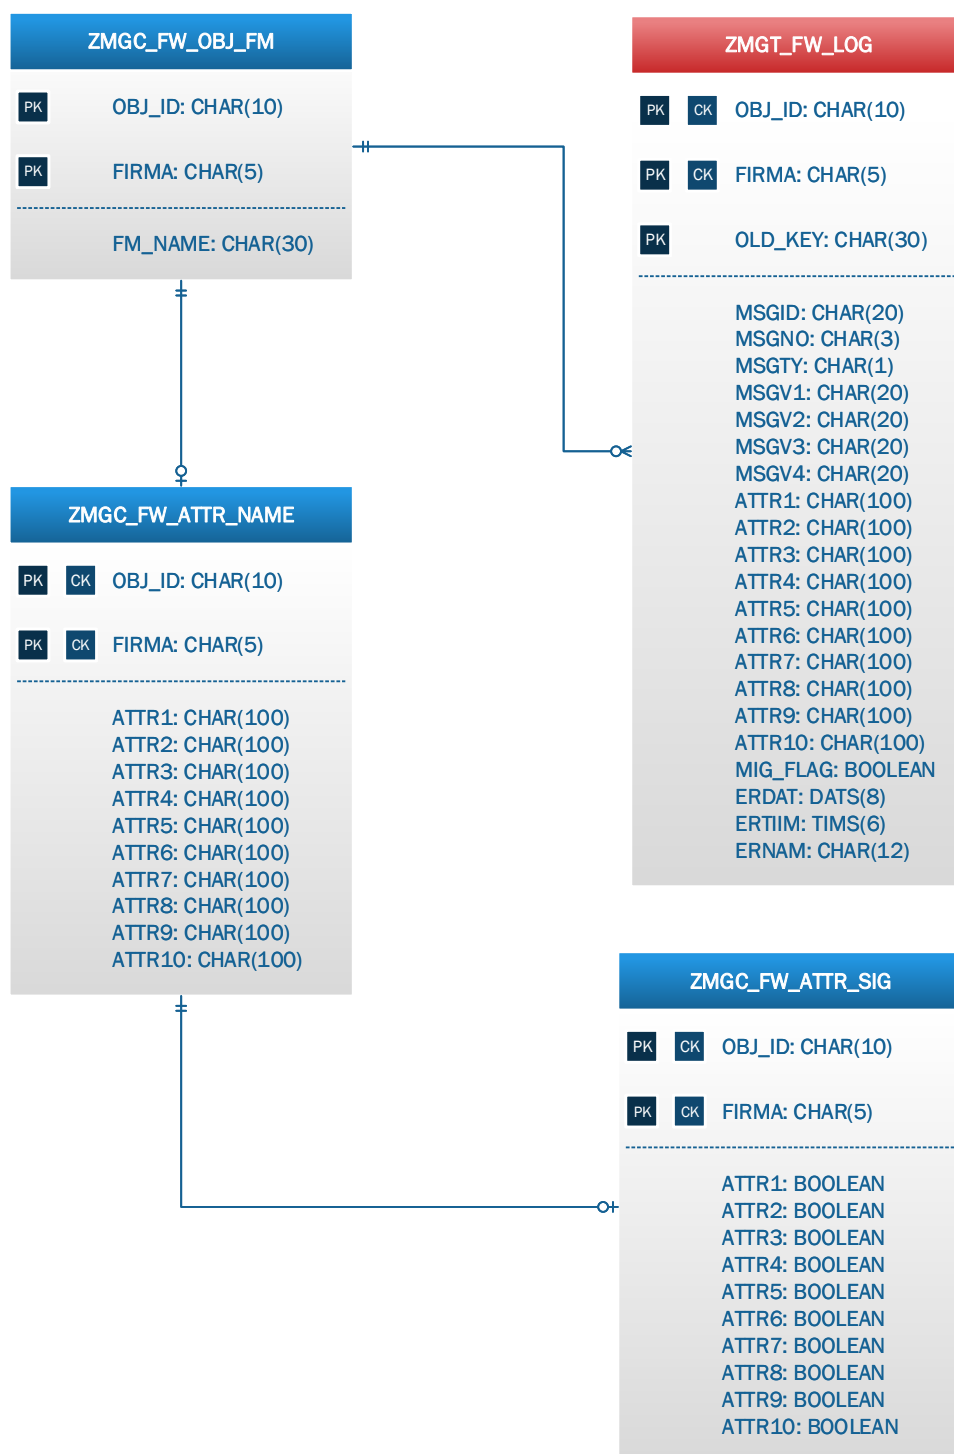 ZMGC_FW_OBJ_FM
PK OBJ_ID: CHAR(10)
PK FIRMA: CHAR(5)
FM_NAME: CHAR(30)
ZMGT_FW_LOG
PK CK OBJ_ID: CHAR(10)
PK CK FIRMA: CHAR(5)
PK OLD_KEY: CHAR(30)
MSGID: CHAR(20)
MSGNO: CHAR(3)
MSGTY: CHAR(1)
MSGV1: CHAR(20)
MSGV2: CHAR(20)
MSGV3: CHAR(20)
MSGV4: CHAR(20)
ATTR1: CHAR(100)
ATTR2: CHAR(100)
ATTR3: CHAR(100)
ATTR4: CHAR(100)
ATTR5: CHAR(100)
ATTR6: CHAR(100)
ATTR7: CHAR(100)
ATTR8: CHAR(100)
ATTR9: CHAR(100)
ATTR10: CHAR(100)
MIG_FLAG: BOOLEAN
ERDAT: DATS(8)
ERTIIM: TIMS(6)
ERNAM: CHAR(12)
ZMGC_FW_ATTR_NAME
PK CK OBJ_ID: CHAR(10)
PK CK FIRMA: CHAR(5)
ATTR1: CHAR(100)
ATTR2: CHAR(100)
ATTR3: CHAR(100)
ATTR4: CHAR(100)
ATTR5: CHAR(100)
ATTR6: CHAR(100)
ATTR7: CHAR(100)
ATTR8: CHAR(100)
ATTR9: CHAR(100)
ATTR10: CHAR(100)
ZMGC_FW_ATTR_SIG
PK CK OBJ_ID: CHAR(10)
PK CK FIRMA: CHAR(5)
ATTR1: BOOLEAN
ATTR2: BOOLEAN
ATTR3: BOOLEAN
ATTR4: BOOLEAN
ATTR5: BOOLEAN
ATTR6: BOOLEAN
ATTR7: BOOLEAN
ATTR8: BOOLEAN
ATTR9: BOOLEAN
ATTR10: BOOLEAN